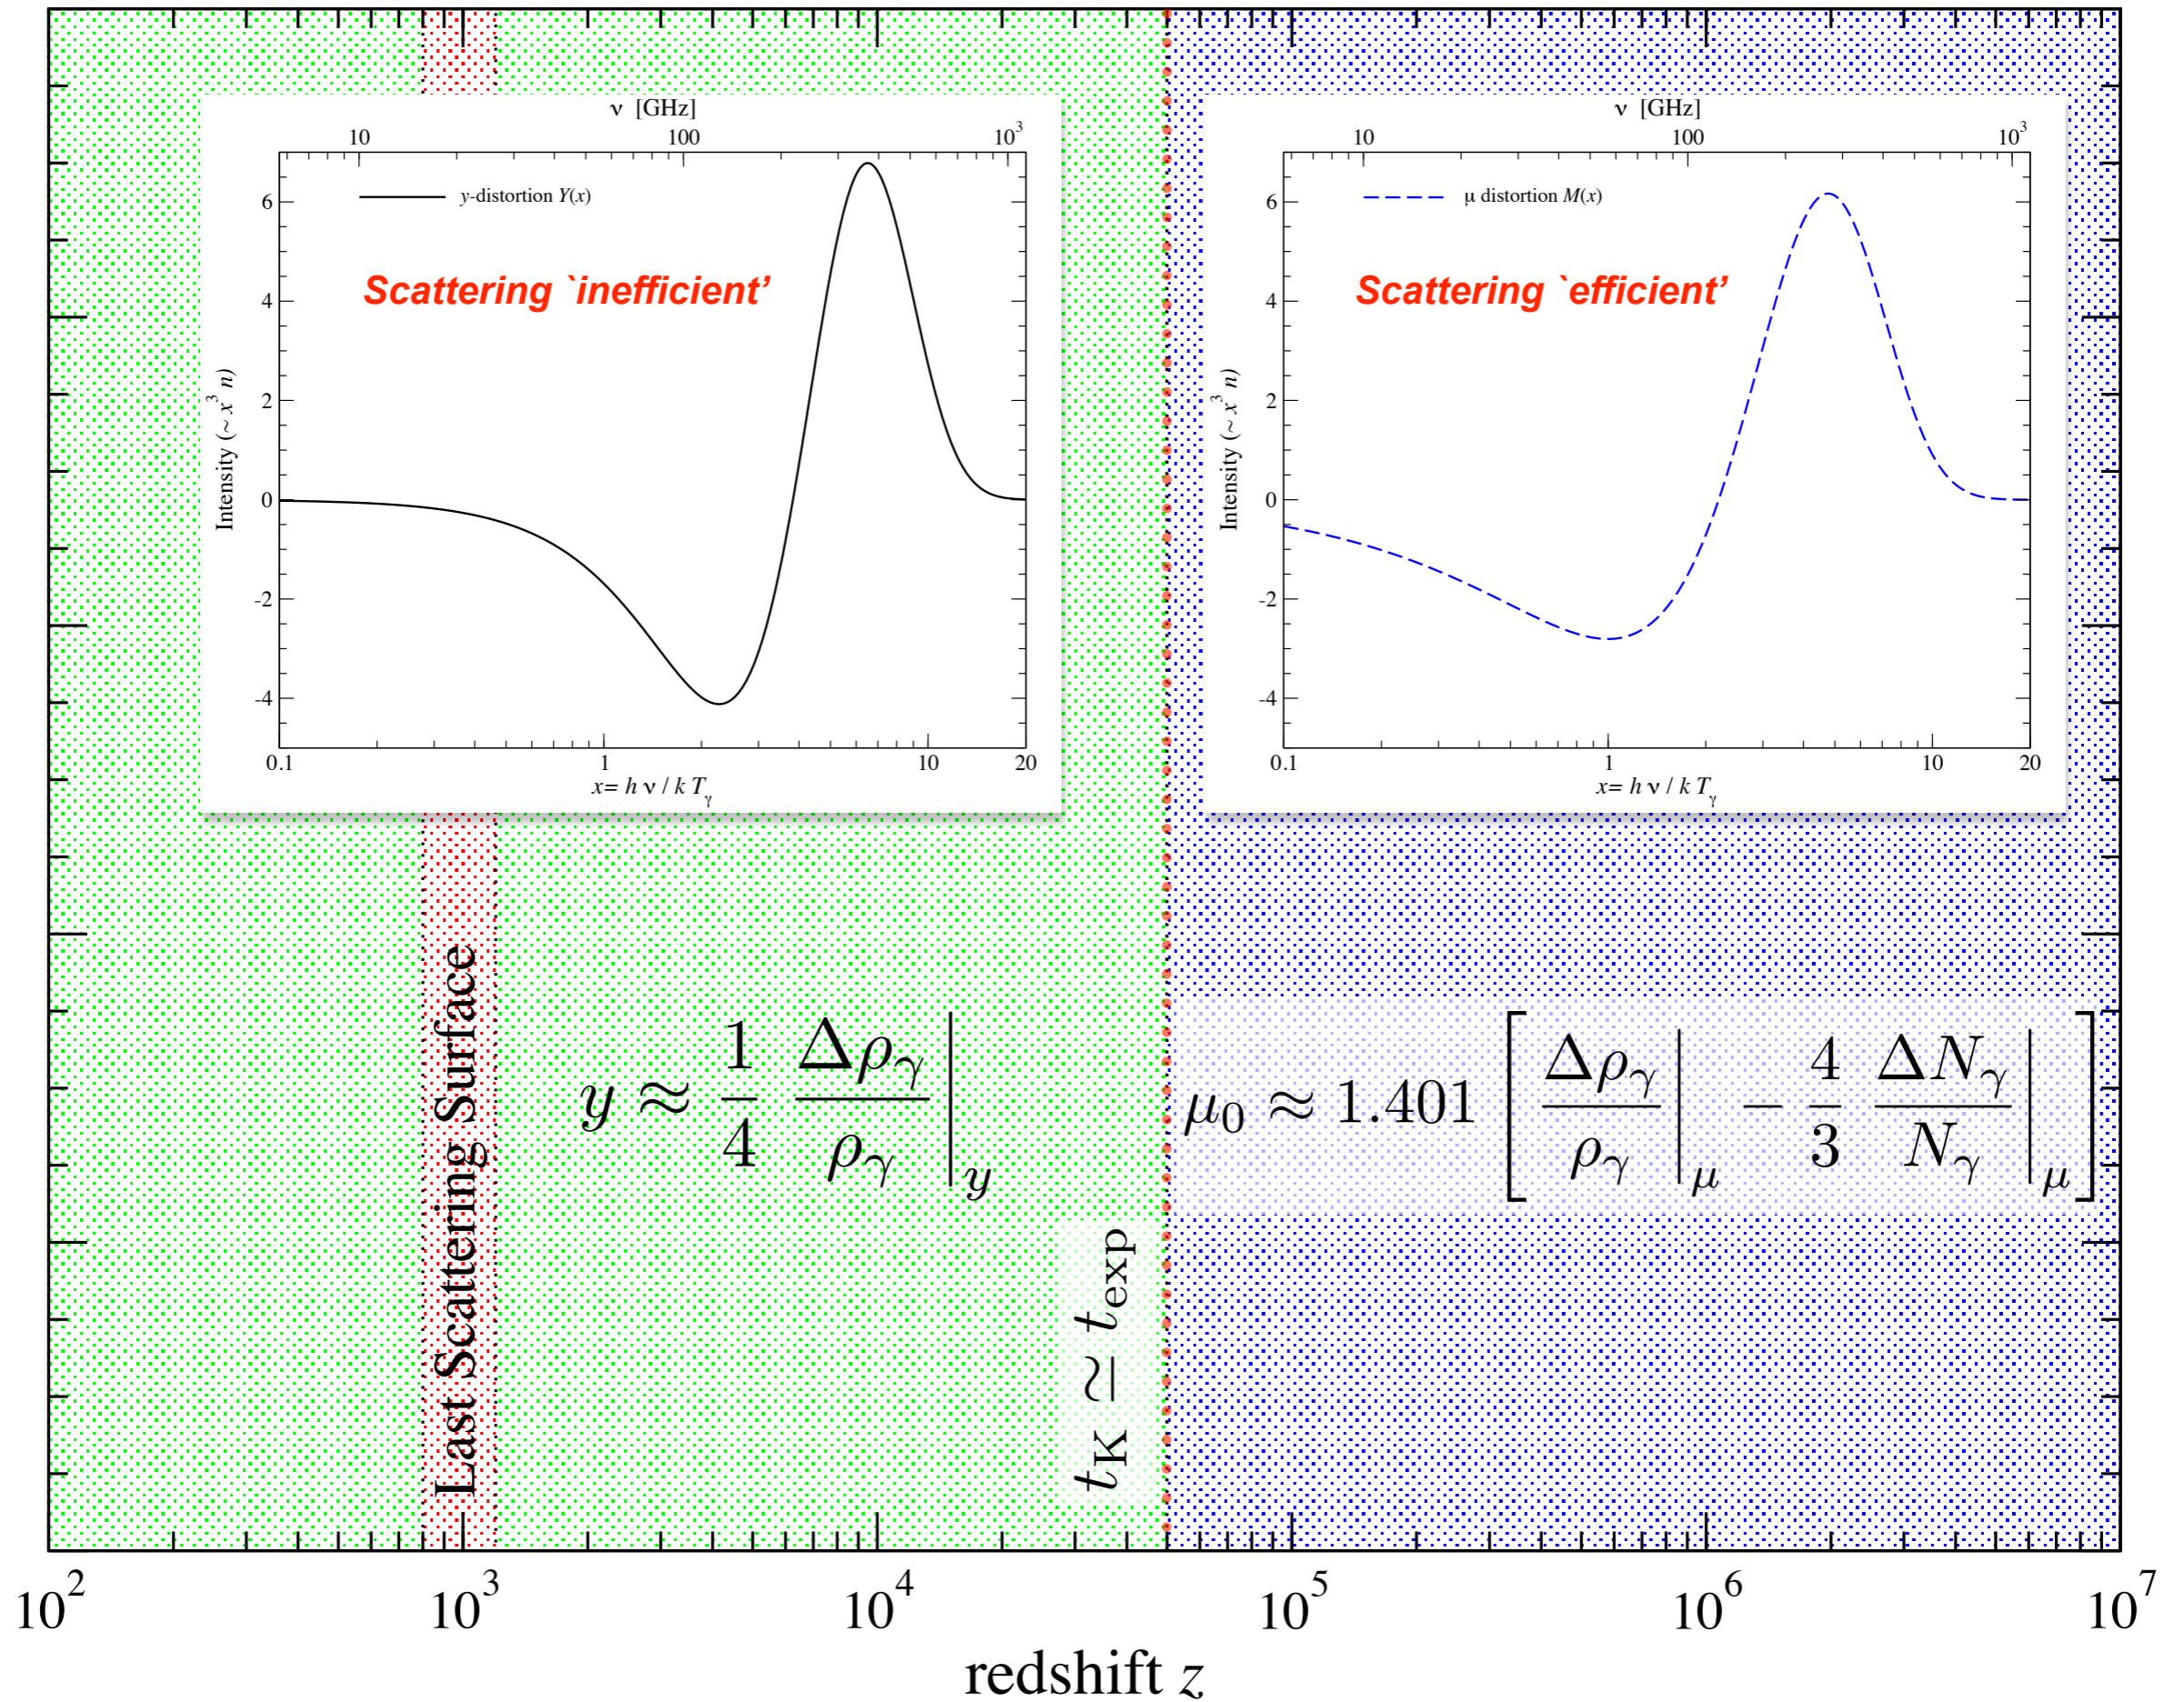 ν [GHz]
10 100 10³
y-distortion Y(x)
Scattering `inefficient’
Intensity (~ x³ n)
6
4
2
0
-2
-4
0.1 1 10 20
x= h ν / k T_γ
ν [GHz]
10 100 10³
μ distortion M(x)
Scattering `efficient’
Intensity (~ x³ n)
6
4
2
0
-2
-4
0.1 1 10 20
x= h ν / k T_γ
Last Scattering Surface
y ≈ 1/4 Δρ_γ/ρ_γ |_y
t_K ≃ t_exp
μ₀ ≈ 1.401 [ Δρ_γ/ρ_γ |_μ − 4/3 ΔN_γ/N_γ |_μ ]
10² 10³ 10⁴ 10⁵ 10⁶ 10⁷
redshift z